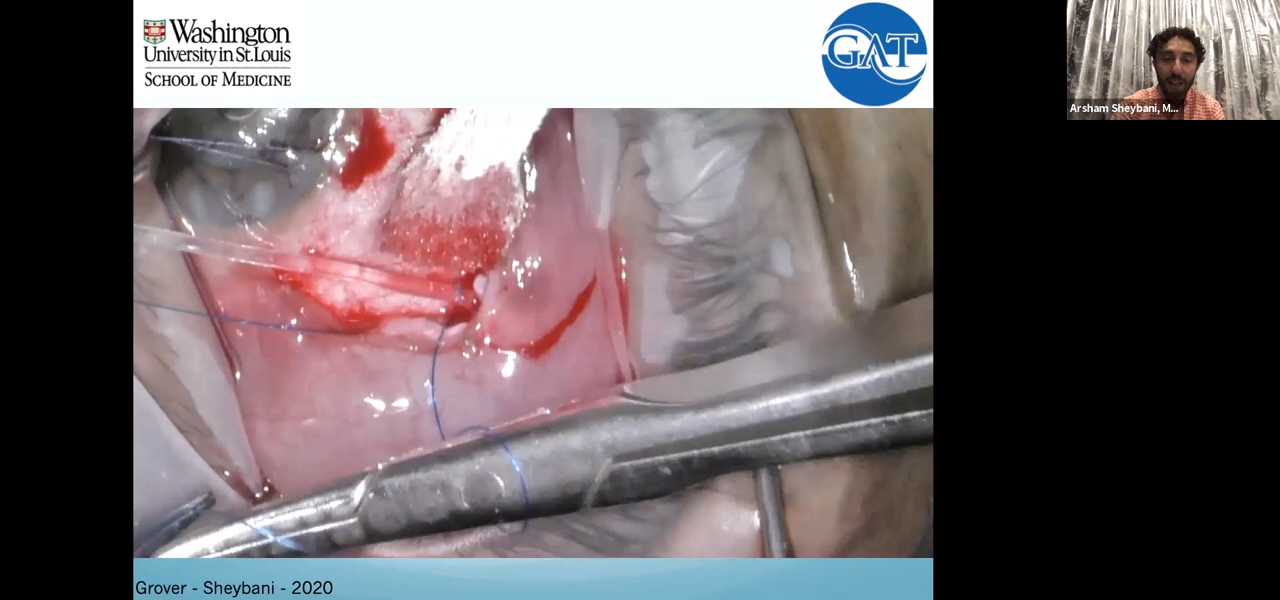 Washington
University in St. Louis
SCHOOL OF MEDICINE
GAT
Arsham Sheybani, M...
Grover - Sheybani - 2020